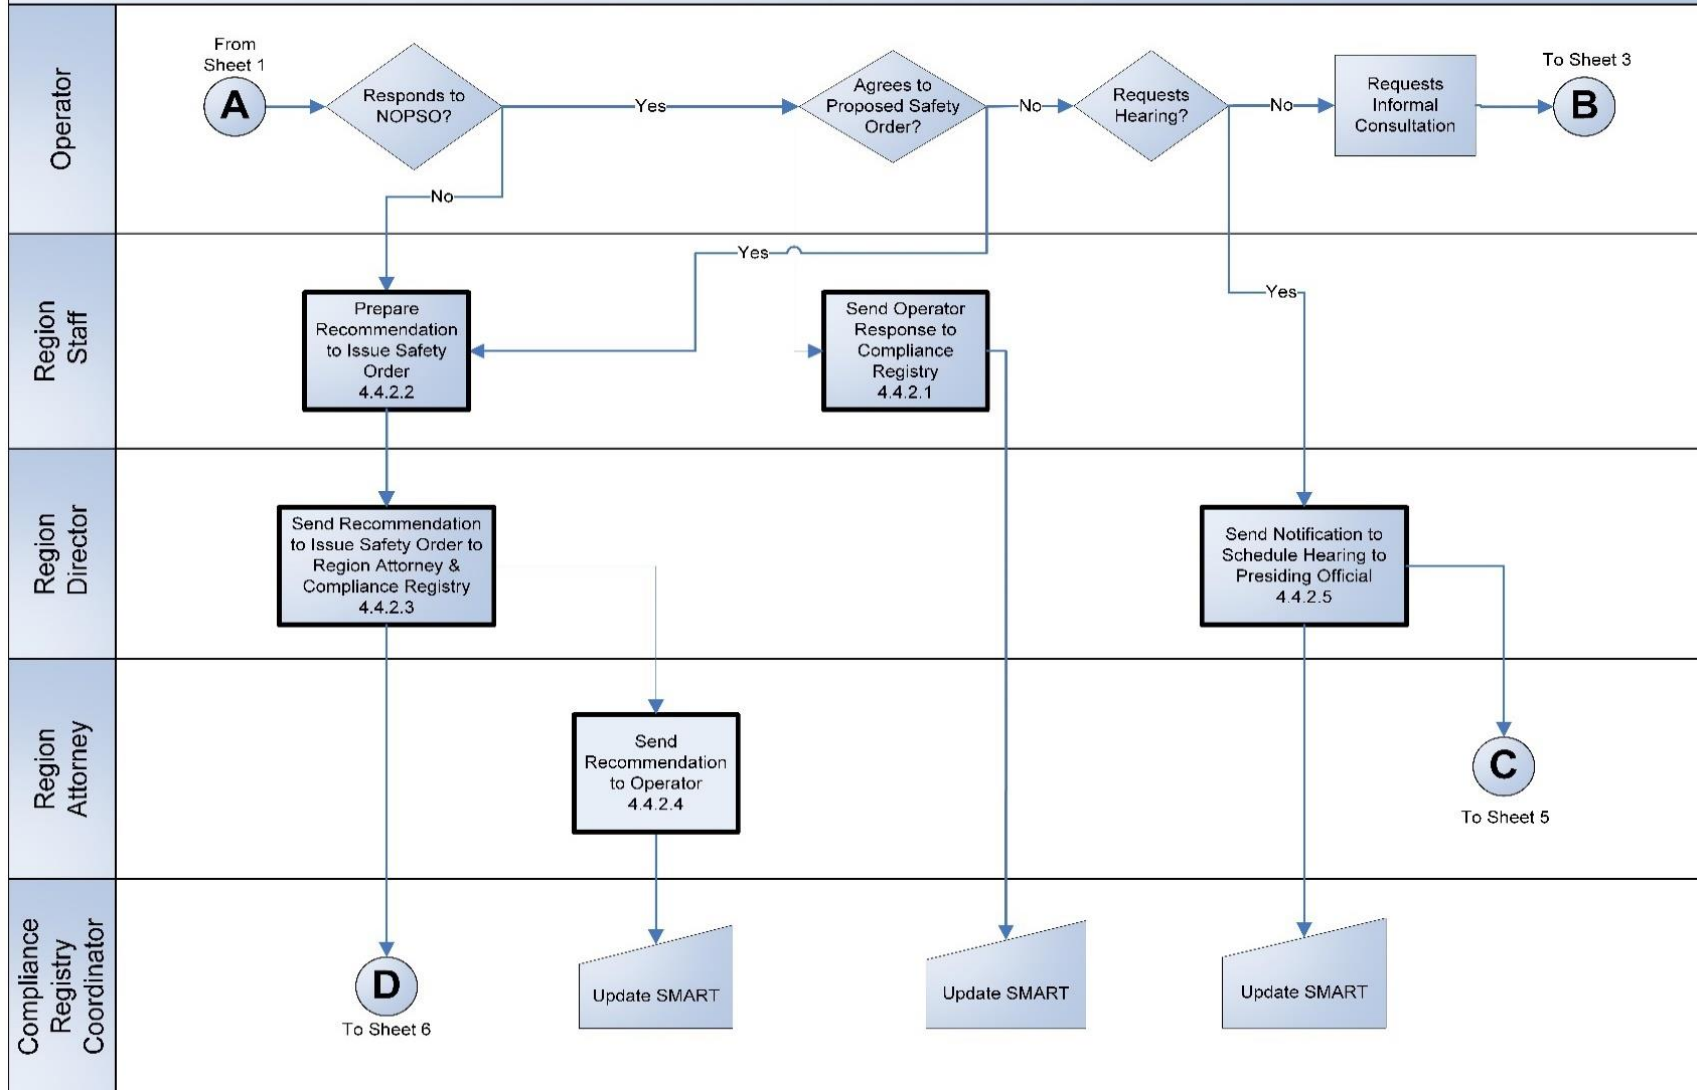 Operator
From
Sheet 1
A
Responds to
NOPSO?
Yes
No
Agrees to
Proposed Safety
Order?
No
Yes
Requests
Hearing?
No
Yes
Requests
Informal
Consultation
To Sheet 3
B
Region
Staff
Prepare
Recommendation
to Issue Safety
Order
4.4.2.2
Send Operator
Response to
Compliance
Registry
4.4.2.1
Region
Director
Send Recommendation
to Issue Safety Order to
Region Attorney &
Compliance Registry
4.4.2.3
Send Notification to
Schedule Hearing to
Presiding Official
4.4.2.5
Region
Attorney
Send
Recommendation
to Operator
4.4.2.4
C
To Sheet 5
Compliance
Registry
Coordinator
D
To Sheet 6
Update SMART
Update SMART
Update SMART